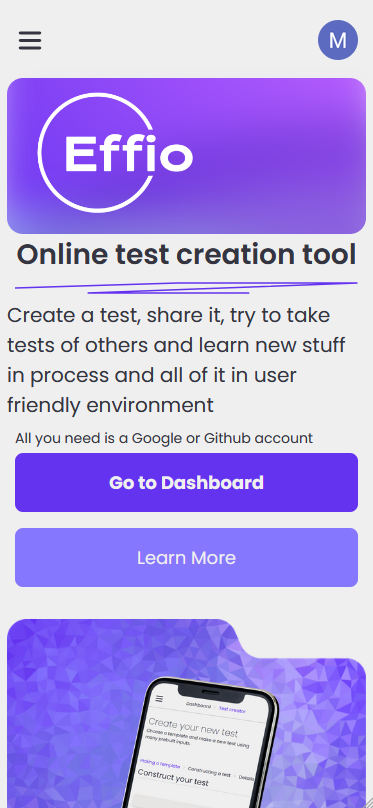 M
Effio
Online test creation tool
Create a test, share it, try to take
tests of others and learn new stuff
in process and all of it in user
friendly environment
All you need is a Google or Github account
Go to Dashboard
Learn More
Dashboard Test creator
Create your new test
Choose a template and make a new test using
many prebuilt inputs
Making a template Constructing a test Details
Construct your test